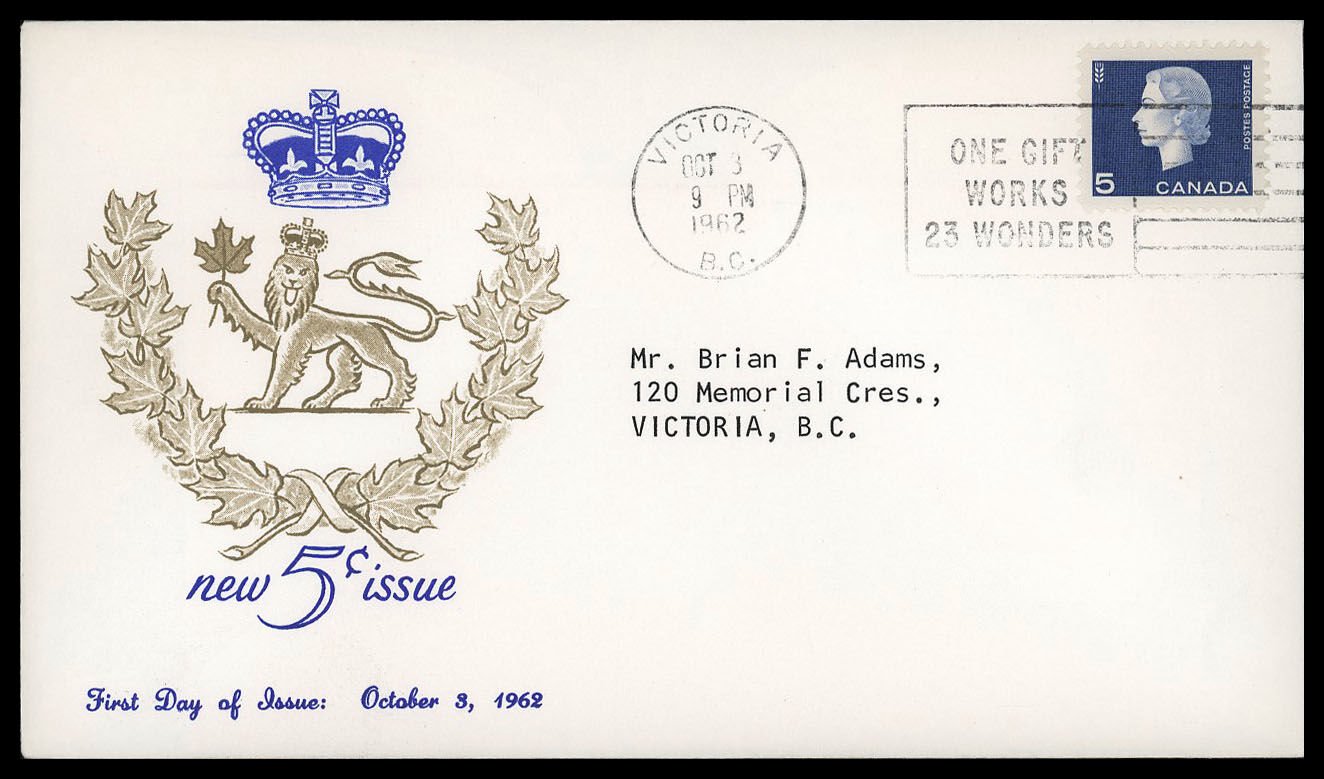 VICTORIA
OCT 3
9 PM
1962
B.C.
ONE GIFT
WORKS
23 WONDERS
POSTES POSTAGE
5 CANADA
Mr. Brian F. Adams,
120 Memorial Cres.,
VICTORIA, B.C.
new 5¢ issue
First Day of Issue: October 3, 1962